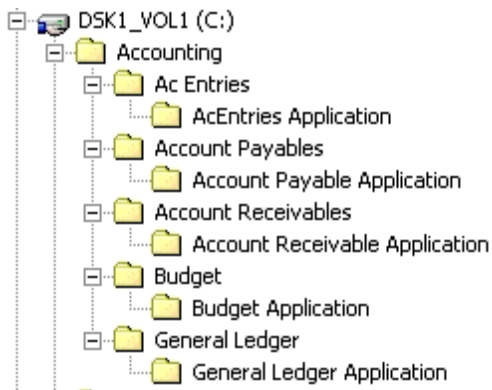 DSK1_VOL1 (C:)
Accounting
Ac Entries
AcEntries Application
Account Payables
Account Payable Application
Account Receivables
Account Receivable Application
Budget
Budget Application
General Ledger
General Ledger Application